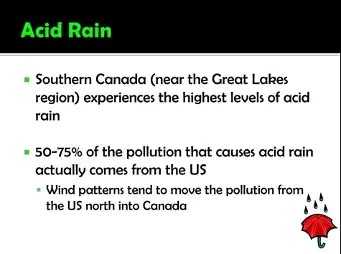 Acid Rain
Southern Canada (near the Great Lakes
region) experiences the highest levels of acid
rain
50-75% of the pollution that causes acid rain
actually comes from the US
Wind patterns tend to move the pollution from
the US north into Canada